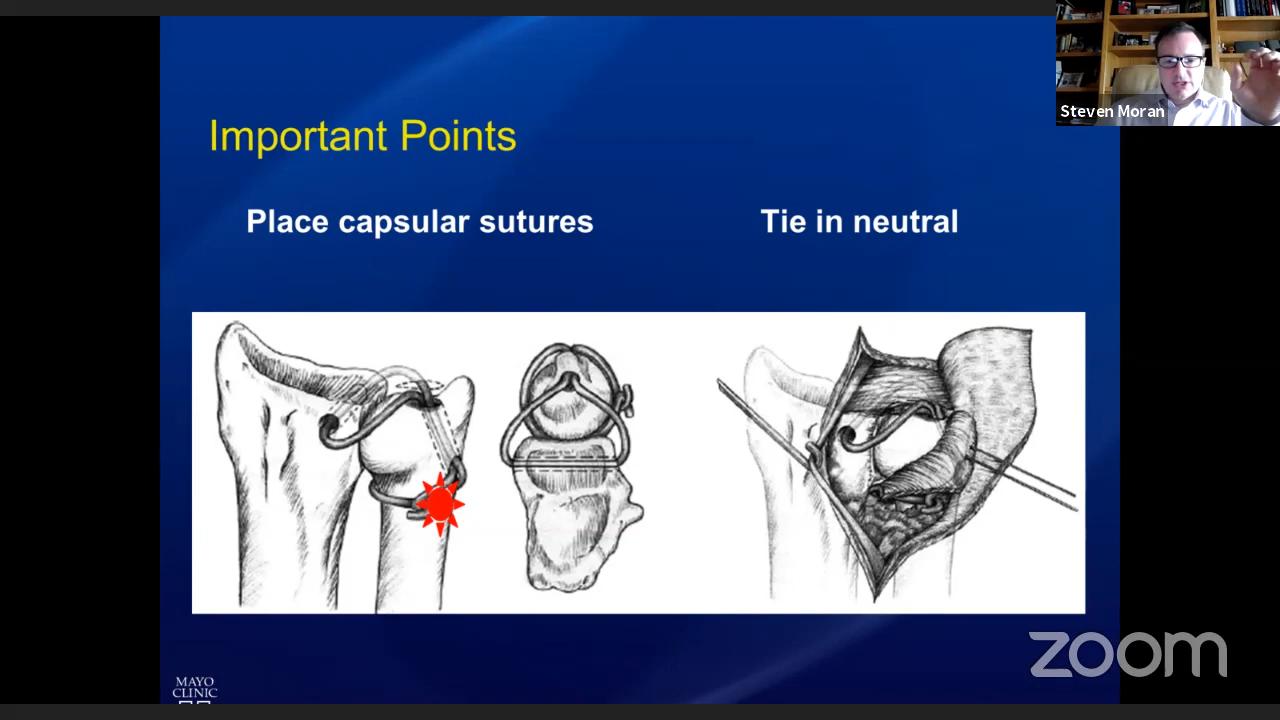 Steven Moran
Important Points
Place capsular sutures
Tie in neutral
zoom
MAYO
CLINIC